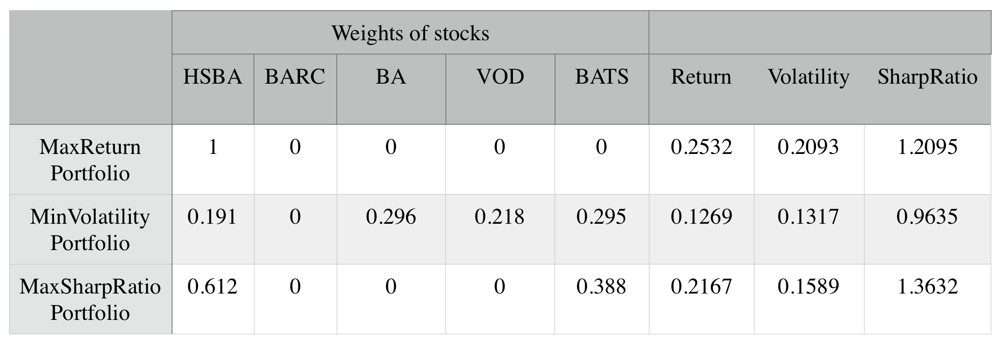 Weights of stocks
HSBA BARC BA VOD BATS Return Volatility SharpRatio
MaxReturn 1 0 0 0 0 0.2532 0.2093 1.2095
Portfolio
MinVolatility 0.191 0 0.296 0.218 0.295 0.1269 0.1317 0.9635
Portfolio
MaxSharpRatio 0.612 0 0 0 0.388 0.2167 0.1589 1.3632
Portfolio